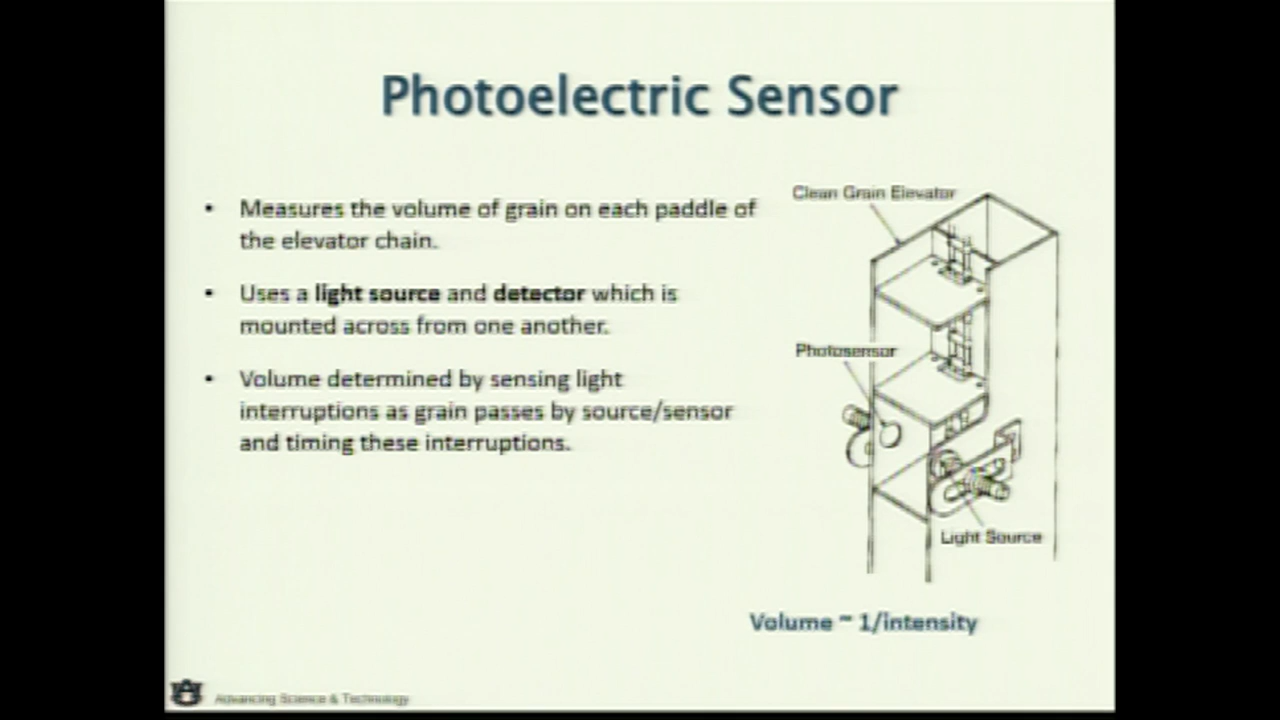 Photoelectric Sensor
• Measures the volume of grain on each paddle of
the elevator chain.
• Uses a light source and detector which is
mounted across from one another.
• Volume determined by sensing light
interruptions as grain passes by source/sensor
and timing these interruptions.
Clean Grain Elevator
Photosensor
Light Source
Volume ~ 1/intensity
Advancing Science & Technology